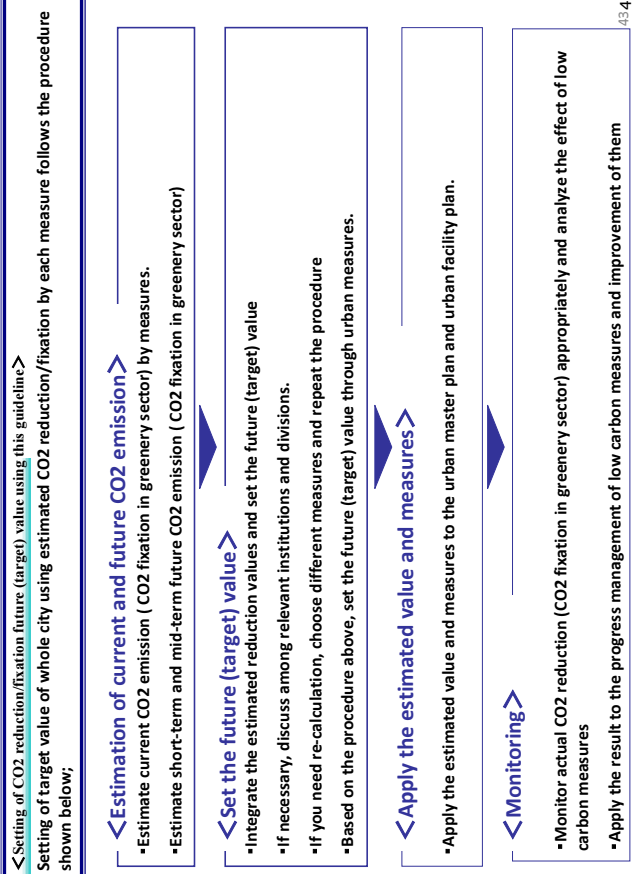 <Setting of CO2 reduction/fixation future (target) value using this guideline>
Setting of target value of whole city using estimated CO2 reduction/fixation by each measure follows the procedure
shown below;
<Estimation of current and future CO2 emission>
▪Estimate current CO2 emission ( CO2 fixation in greenery sector) by measures.
▪Estimate short-term and mid-term future CO2 emission ( CO2 fixation in greenery sector)
<Set the future (target) value>
▪Integrate the estimated reduction values and set the future (target) value
▪If necessary, discuss among relevant institutions and divisions.
▪If you need re-calculation, choose different measures and repeat the procedure
▪Based on the procedure above, set the future (target) value through urban measures.
<Apply the estimated value and measures>
▪Apply the estimated value and measures to the urban master plan and urban facility plan.
<Monitoring>
▪Monitor actual CO2 reduction (CO2 fixation in greenery sector) appropriately and analyze the effect of low
carbon measures
▪Apply the result to the progress management of low carbon measures and improvement of them
434